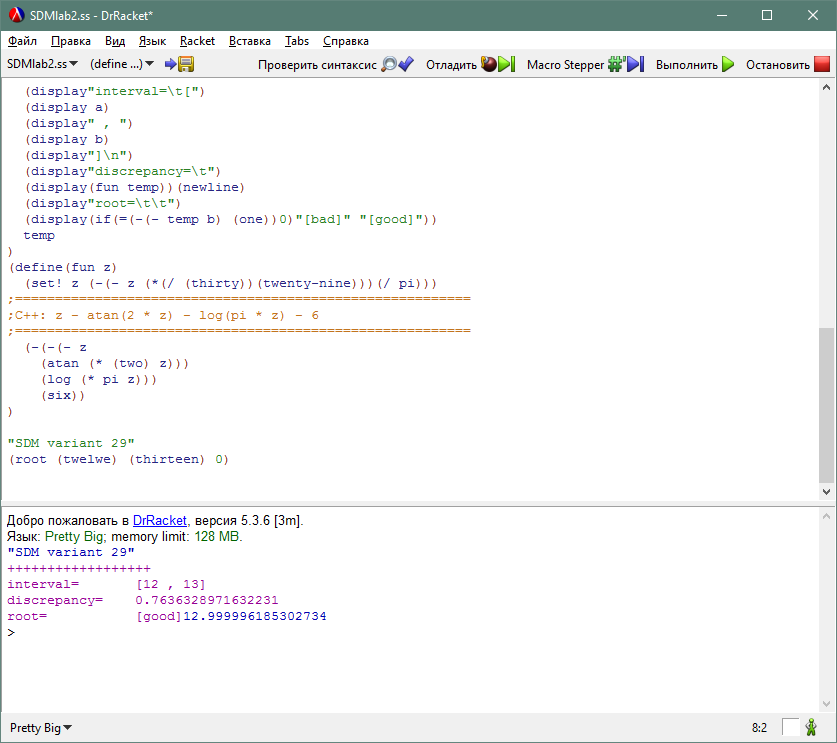 SDMlab2.ss - DrRacket*
Файл Правка Вид Язык Racket Вставка Tabs Справка
SDMlab2.ss (define ...) Проверить синтаксис Отладить Macro Stepper Выполнить Остановить
(display"interval=\t[")
(display a)
(display" , ")
(display b)
(display"]\n")
(display"discrepancy=\t")
(display(fun temp))(newline)
(display"root=\t\t")
(display(if(=(-(- temp b) (one))0)"[bad]" "[good]"))
temp
)
(define(fun z)
(set! z (-(- z (*(/ (thirty))(twenty-nine)))(/ pi)))
;=========================================================
;C++: z - atan(2 * z) - log(pi * z) - 6
;=========================================================
(-(-(- z
(atan (* (two) z)))
(log (* pi z)))
(six))
)
"SDM variant 29"
(root (twelwe) (thirteen) 0)
Добро пожаловать в DrRacket, версия 5.3.6 [3m].
Язык: Pretty Big; memory limit: 128 MB.
"SDM variant 29"
++++++++++++++++++
interval= [12 , 13]
discrepancy= 0.7636328971632231
root= [good]12.999996185302734
>
Pretty Big 8:2